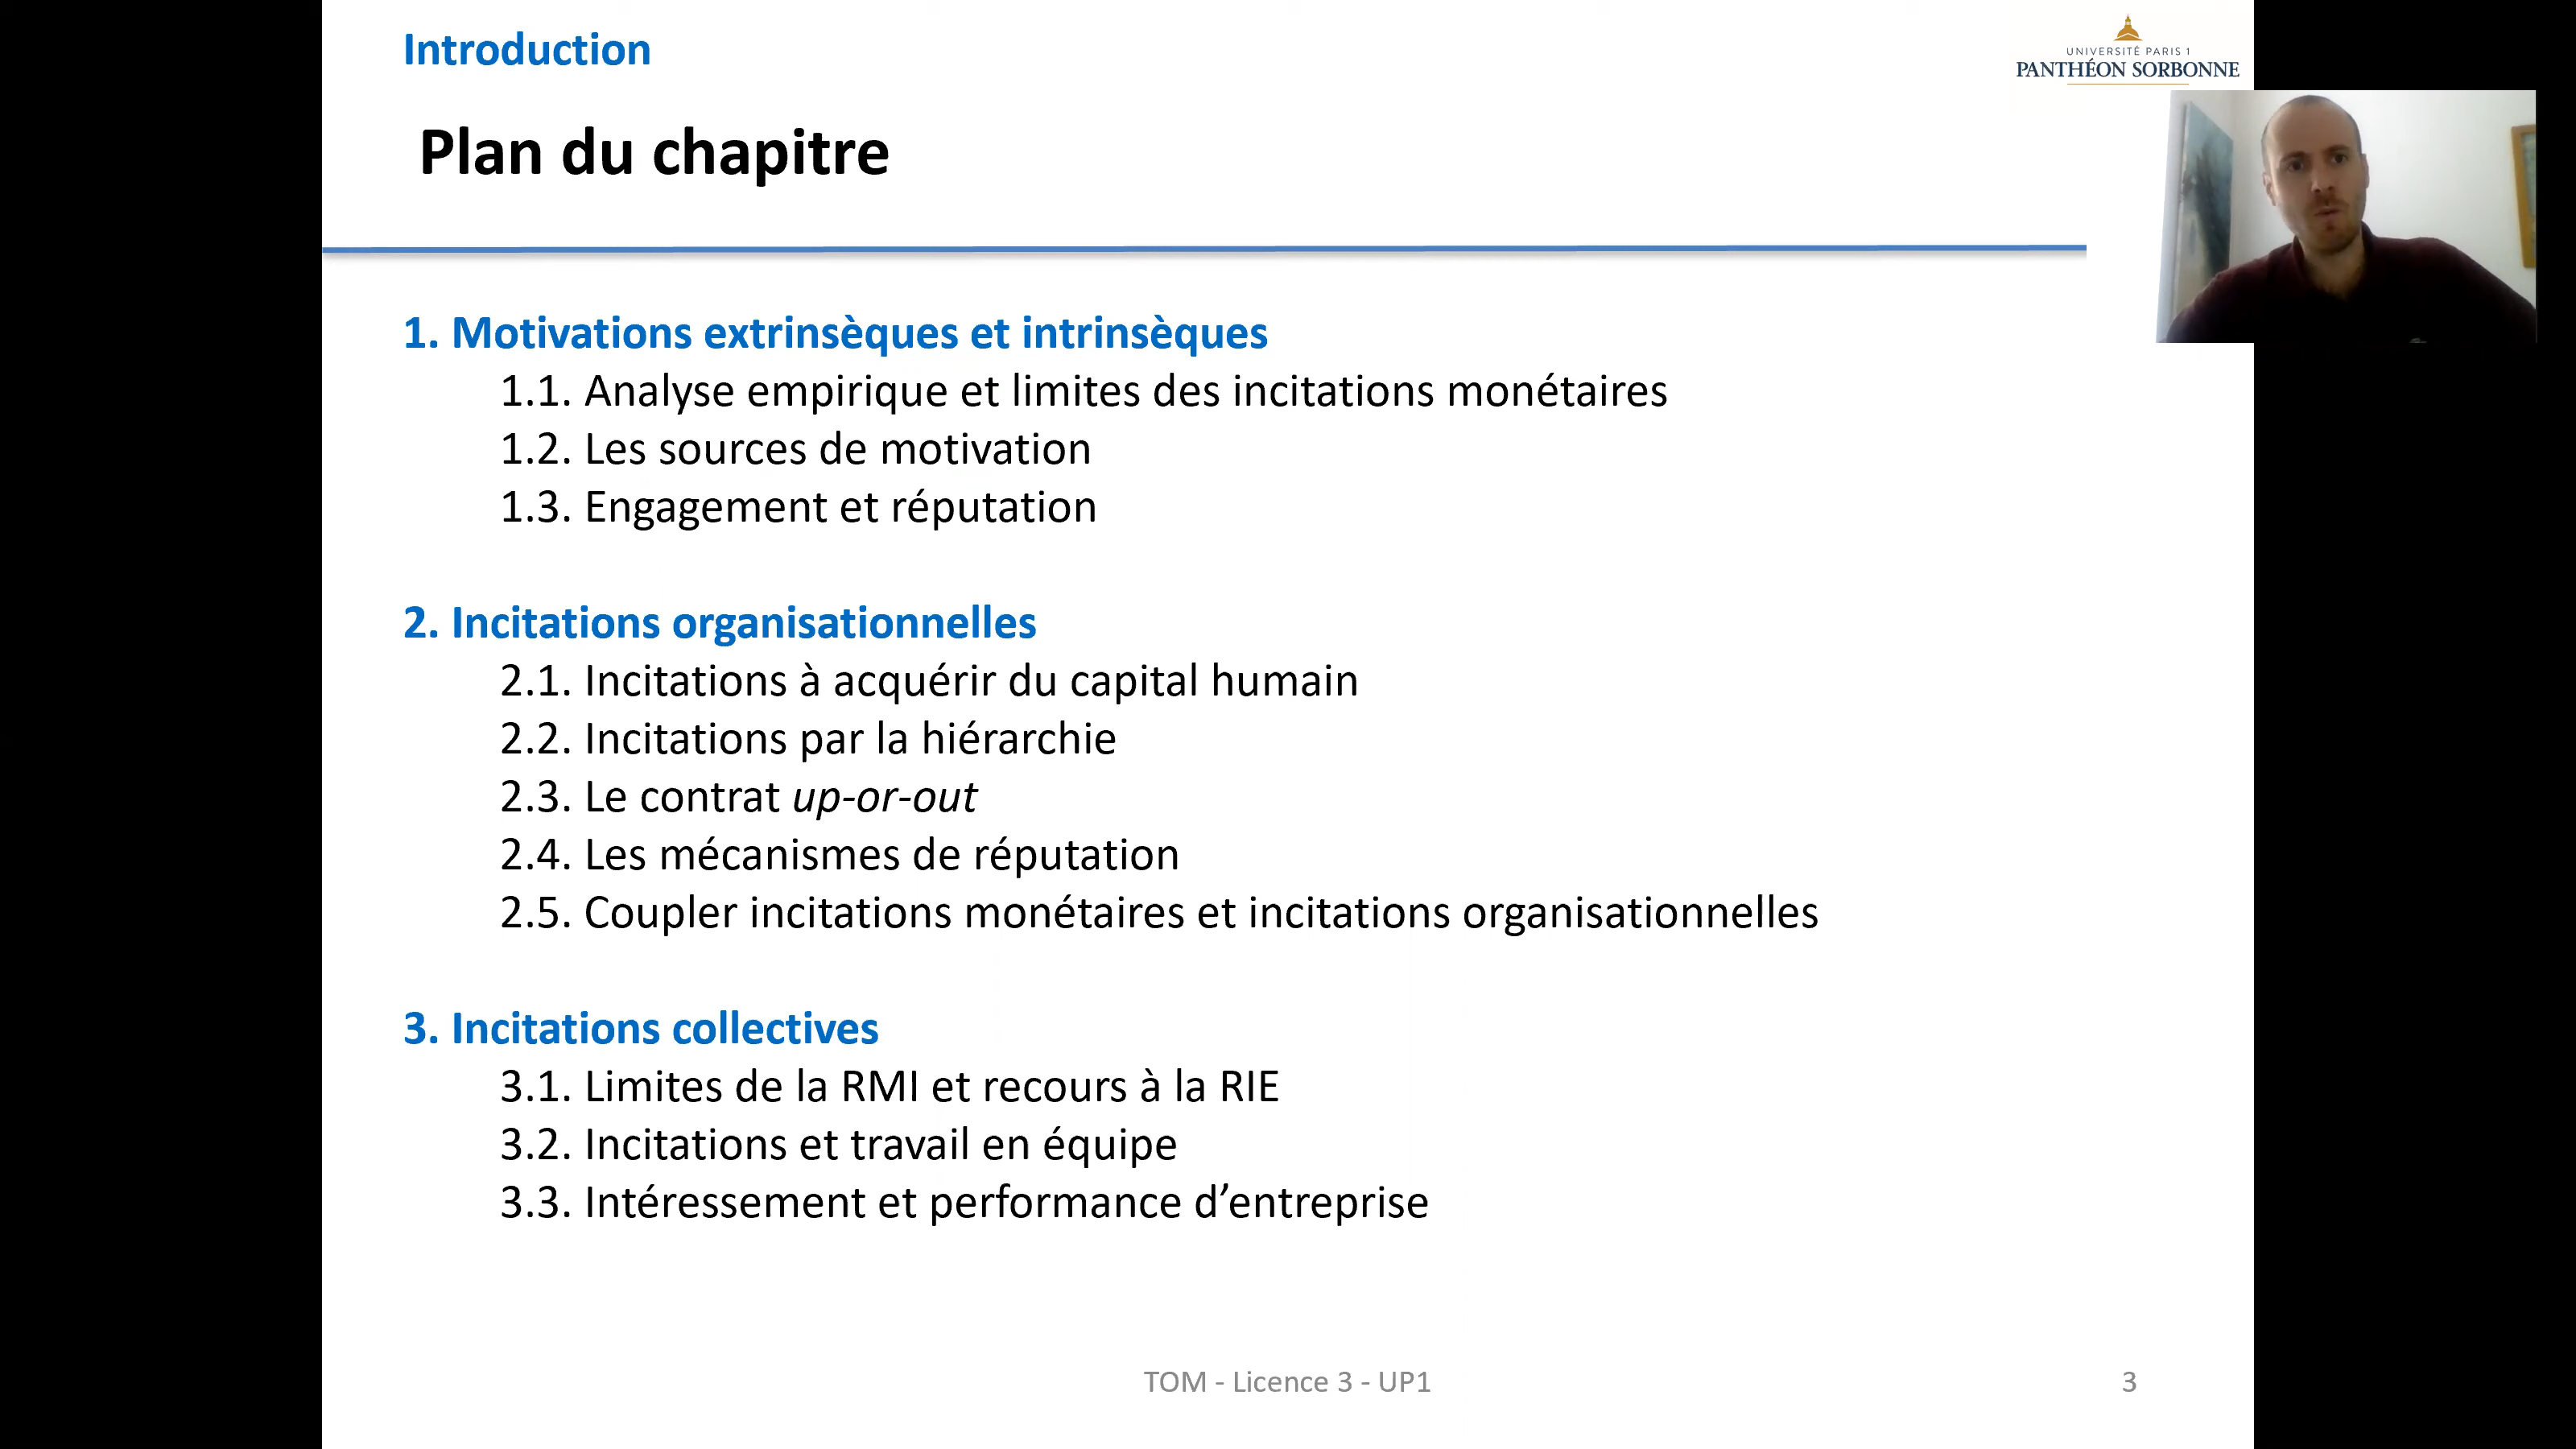 Introduction
UNIVERSITÉ PARIS 1
PANTHÉON SORBONNE
Plan du chapitre
1. Motivations extrinsèques et intrinsèques
1.1. Analyse empirique et limites des incitations monétaires
1.2. Les sources de motivation
1.3. Engagement et réputation
2. Incitations organisationnelles
2.1. Incitations à acquérir du capital humain
2.2. Incitations par la hiérarchie
2.3. Le contrat up-or-out
2.4. Les mécanismes de réputation
2.5. Coupler incitations monétaires et incitations organisationnelles
3. Incitations collectives
3.1. Limites de la RMI et recours à la RIE
3.2. Incitations et travail en équipe
3.3. Intéressement et performance d’entreprise
TOM - Licence 3 - UP1
3